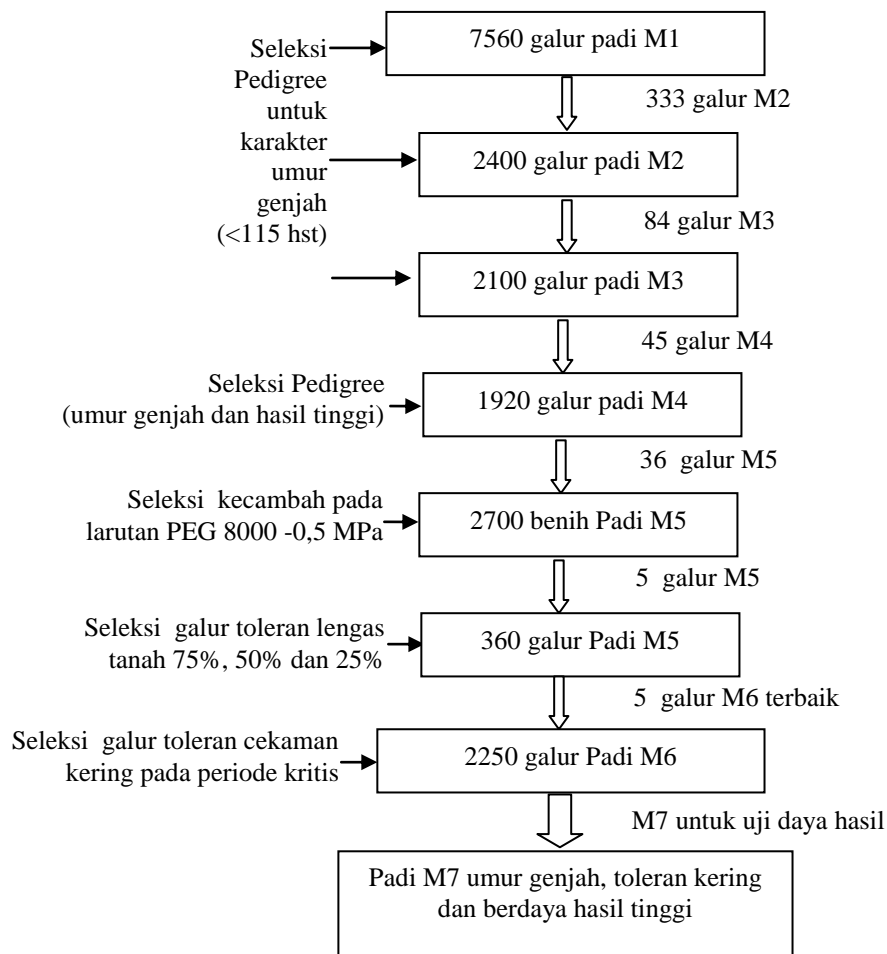 7560 galur padi M1
Seleksi
Pedigree
untuk
karakter
umur
genjah
(<115 hst)
333 galur M2
2400 galur padi M2
84 galur M3
2100 galur padi M3
45 galur M4
Seleksi Pedigree
(umur genjah dan hasil tinggi)
1920 galur padi M4
36 galur M5
Seleksi kecambah pada
larutan PEG 8000 -0,5 MPa
2700 benih Padi M5
5 galur M5
Seleksi galur toleran lengas
tanah 75%, 50% dan 25%
360 galur Padi M5
5 galur M6 terbaik
Seleksi galur toleran cekaman
kering pada periode kritis
2250 galur Padi M6
M7 untuk uji daya hasil
Padi M7 umur genjah, toleran kering
dan berdaya hasil tinggi